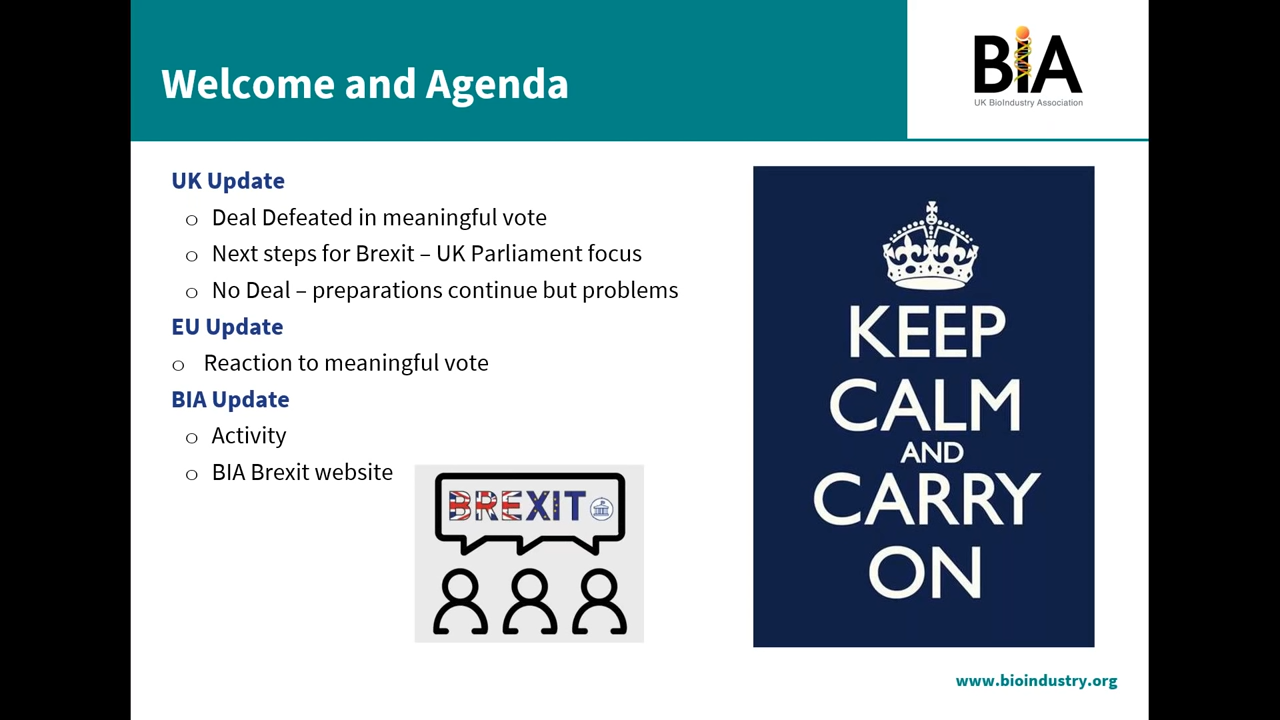 Welcome and Agenda
BiA
UK BioIndustry Association
UK Update
o Deal Defeated in meaningful vote
o Next steps for Brexit – UK Parliament focus
o No Deal – preparations continue but problems
EU Update
o Reaction to meaningful vote
BIA Update
o Activity
o BIA Brexit website
BREXIT
KEEP
CALM
AND
CARRY
ON
www.bioindustry.org